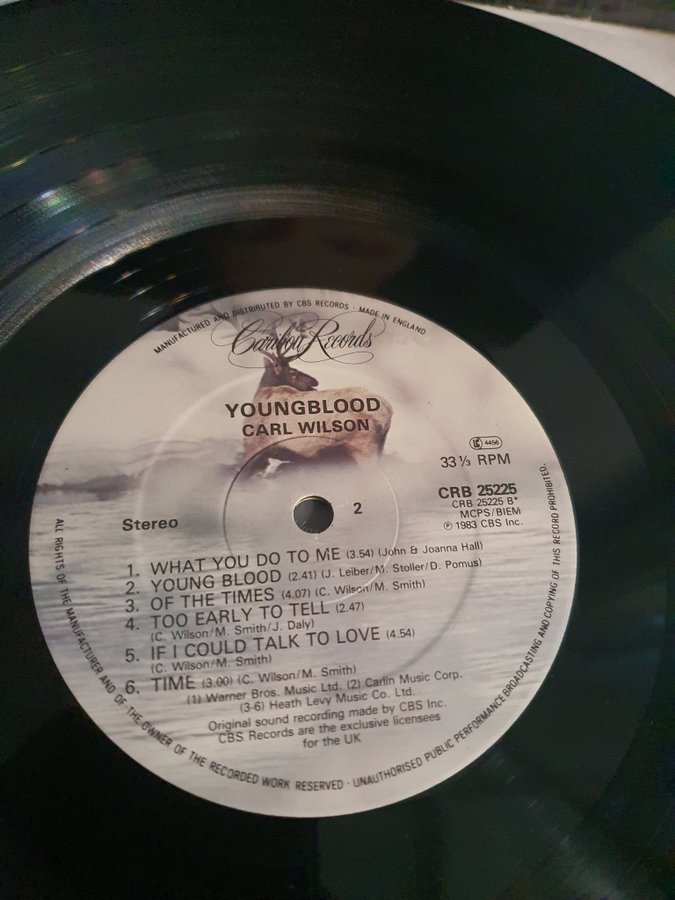 MANUFACTURED AND DISTRIBUTED BY CBS RECORDS · MADE IN ENGLAND
Caribou Records
YOUNGBLOOD
CARL WILSON
4456
33⅓ RPM
CRB 25225
CRB 25225 B*
MCPS/BIEM
℗ 1983 CBS Inc.
Stereo
2
1. WHAT YOU DO TO ME (3.54) (John & Joanna Hall)
2. YOUNG BLOOD (2.41) (J. Leiber/M. Stoller/D. Pomus)
3. OF THE TIMES (4.07) (C. Wilson/M. Smith)
4. TOO EARLY TO TELL (2.47)
(C. Wilson/M. Smith/J. Daly)
5. IF I COULD TALK TO LOVE (4.54)
(C. Wilson/M. Smith)
6. TIME (3.00) (C. Wilson/M. Smith)
(1) Warner Bros. Music Ltd. (2) Carlin Music Corp.
(3-6) Heath Levy Music Co. Ltd.
Original sound recording made by CBS Inc.
CBS Records are the exclusive licensees
for the UK
ALL RIGHTS OF THE MANUFACTURER AND OF THE OWNER OF THE RECORDED WORK RESERVED · UNAUTHORISED PUBLIC PERFORMANCE BROADCASTING AND COPYING OF THIS RECORD PROHIBITED.